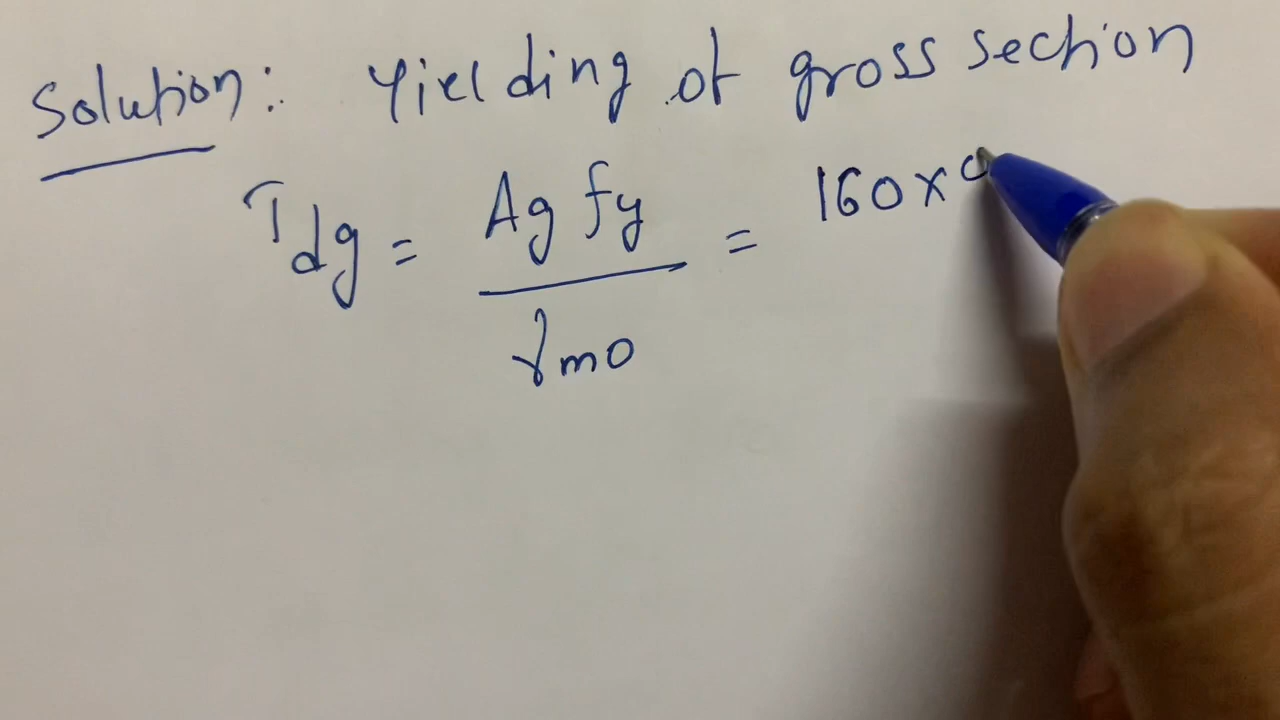 Solution: Yielding of gross section
Tdg = Ag fy / γm0 = 160 x